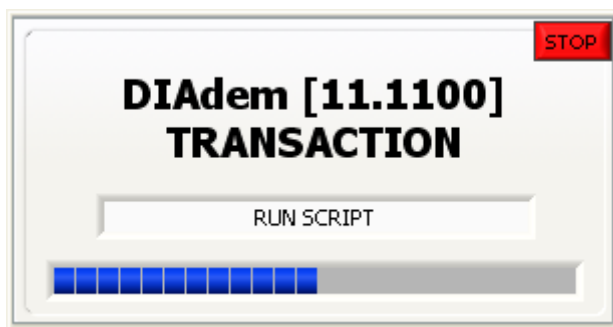 STOP
DIAdem [11.1100]
TRANSACTION
RUN SCRIPT